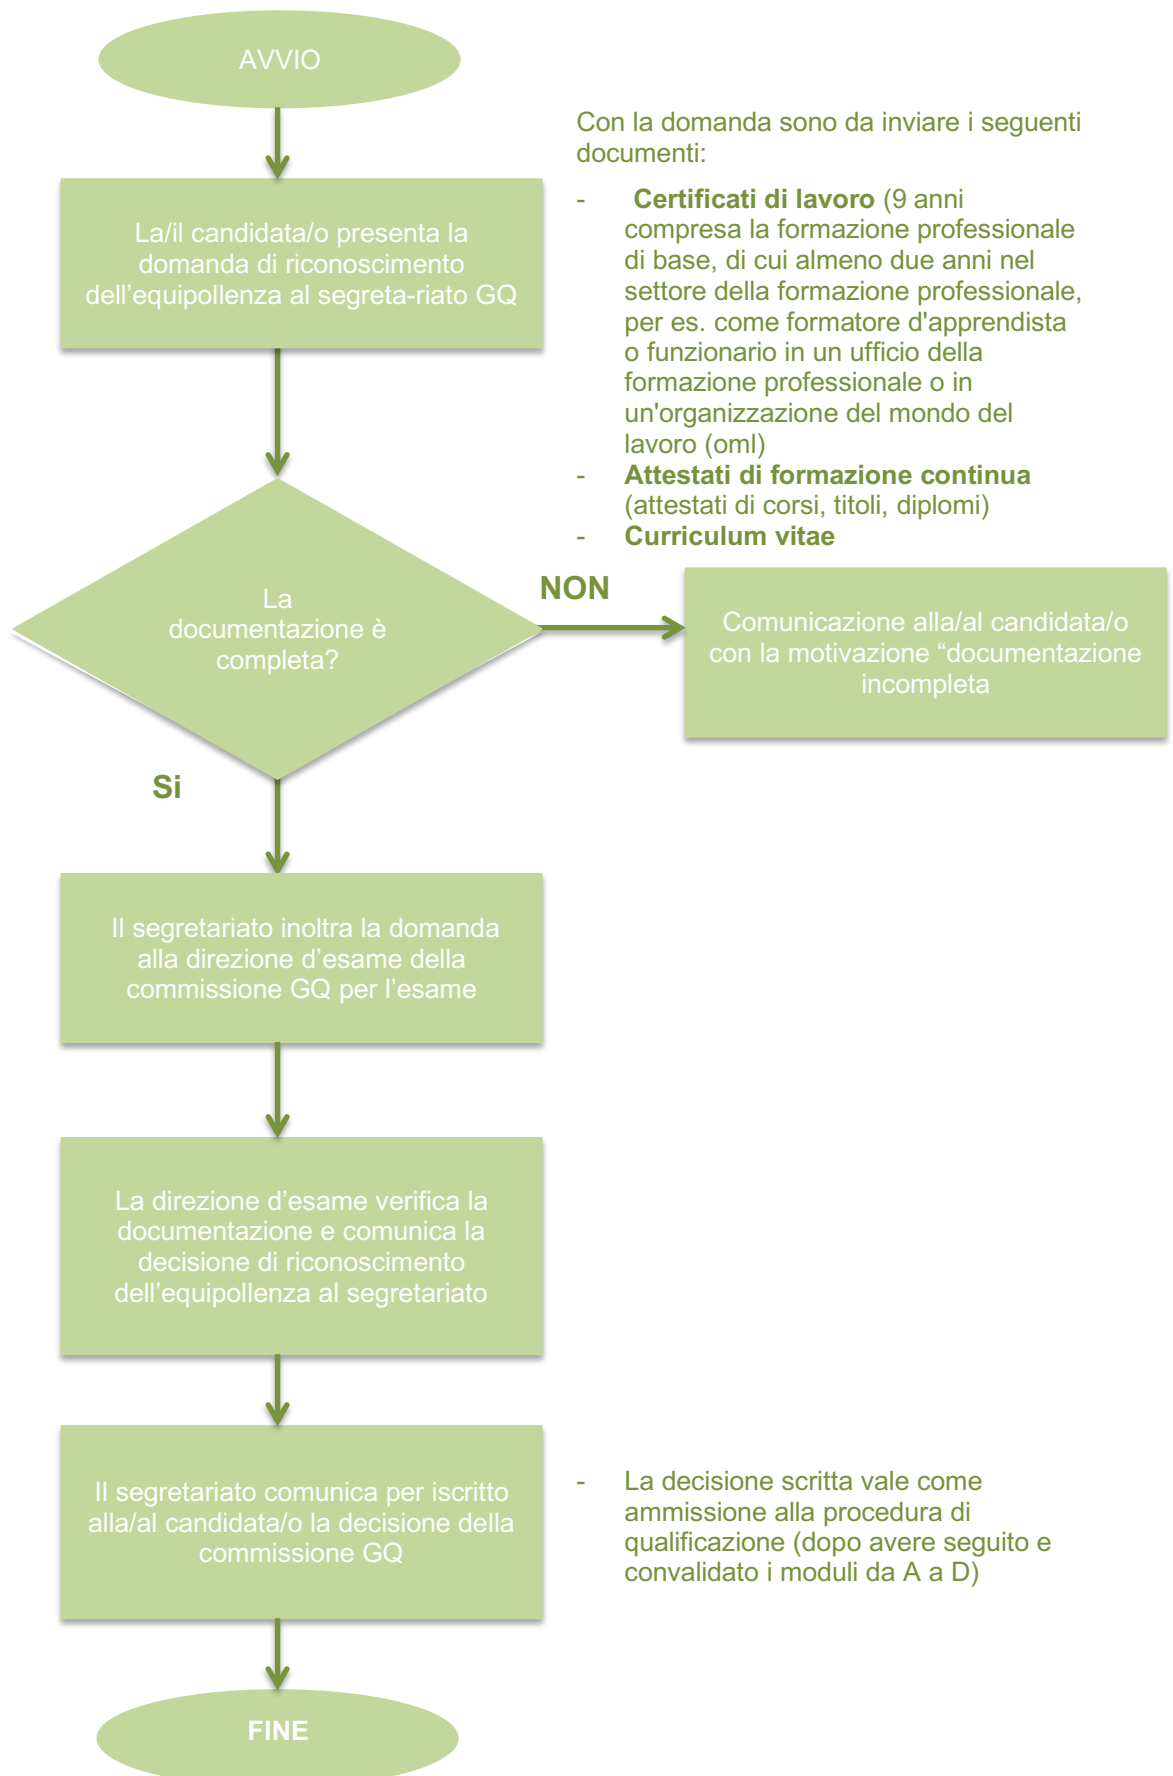 AVVIO
Con la domanda sono da inviare i seguenti
documenti:
- Certificati di lavoro (9 anni
compresa la formazione professionale
di base, di cui almeno due anni nel
settore della formazione professionale,
per es. come formatore d'apprendista
o funzionario in un ufficio della
formazione professionale o in
un'organizzazione del mondo del
lavoro (oml)
- Attestati di formazione continua
(attestati di corsi, titoli, diplomi)
- Curriculum vitae
La/il candidata/o presenta la
domanda di riconoscimento
dell’equipollenza al segreta-riato GQ
La
documentazione è
completa?
NON
Comunicazione alla/al candidata/o
con la motivazione “documentazione
incompleta
Si
Il segretariato inoltra la domanda
alla direzione d’esame della
commissione GQ per l’esame
La direzione d’esame verifica la
documentazione e comunica la
decisione di riconoscimento
dell’equipollenza al segretariato
Il segretariato comunica per iscritto
alla/al candidata/o la decisione della
commissione GQ
- La decisione scritta vale come
ammissione alla procedura di
qualificazione (dopo avere seguito e
convalidato i moduli da A a D)
FINE